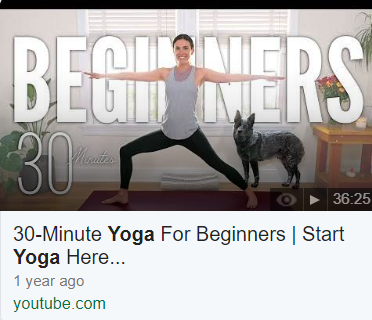 BEGINNERS
30 Minutes
36:25
30-Minute Yoga For Beginners | Start
Yoga Here...
1 year ago
youtube.com